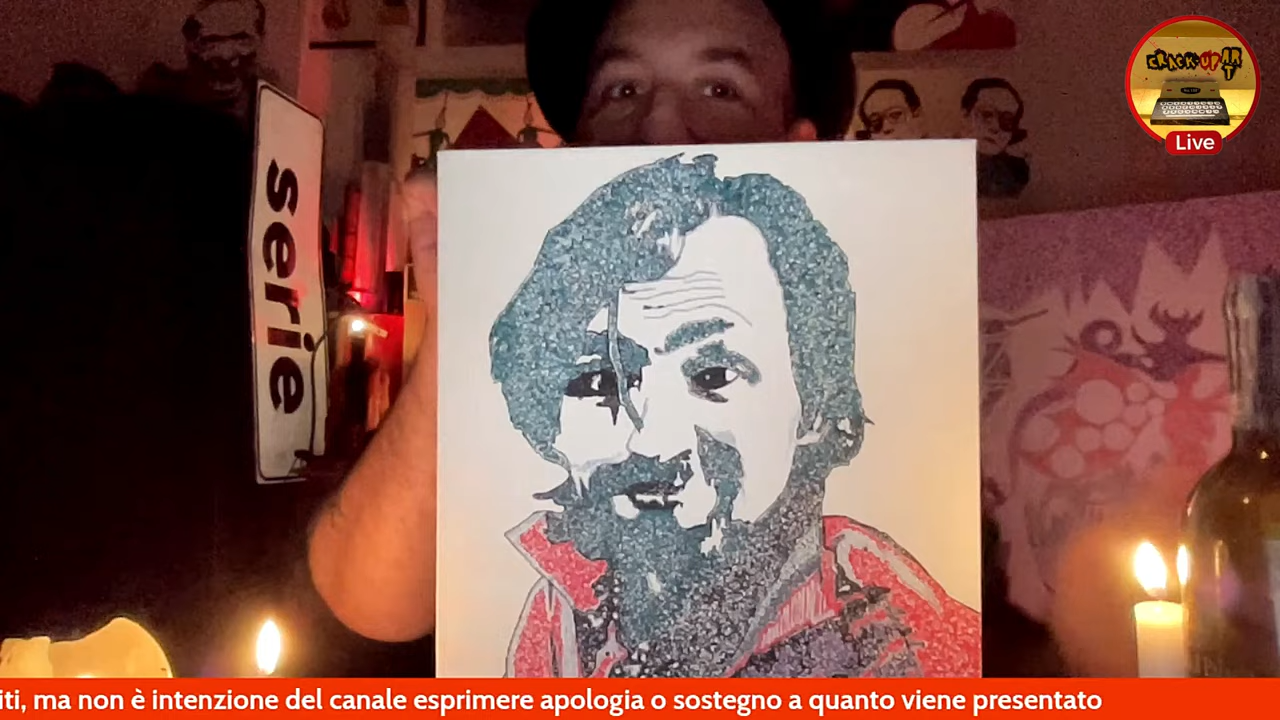 CRACK-UP ART
Live
serie
iti, ma non è intenzione del canale esprimere apologia o sostegno a quanto viene presentato